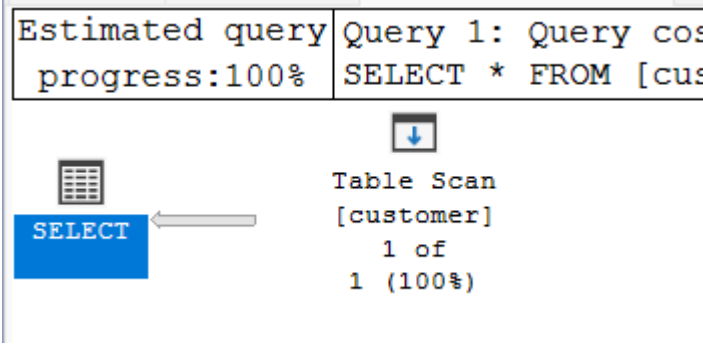 Estimated query
progress:100%
Query 1: Query cos
SELECT * FROM [cus
Table Scan
[customer]
1 of
1 (100%)
SELECT